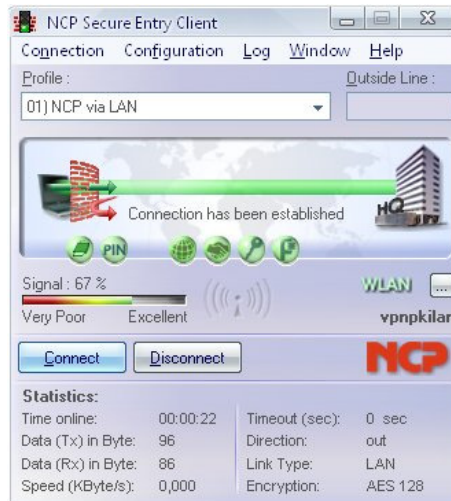 NCP Secure Entry Client
Connection Configuration Log Window Help
Profile : Outside Line :
01) NCP via LAN
HQ
Connection has been established
PIN
Signal : 67 % WLAN ...
Very Poor Excellent vpnpkilar
Connect Disconnect NCP
Statistics:
Time online: 00:00:22 Timeout (sec): 0 sec
Data (Tx) in Byte: 96 Direction: out
Data (Rx) in Byte: 86 Link Type: LAN
Speed (KByte/s): 0,000 Encryption: AES 128